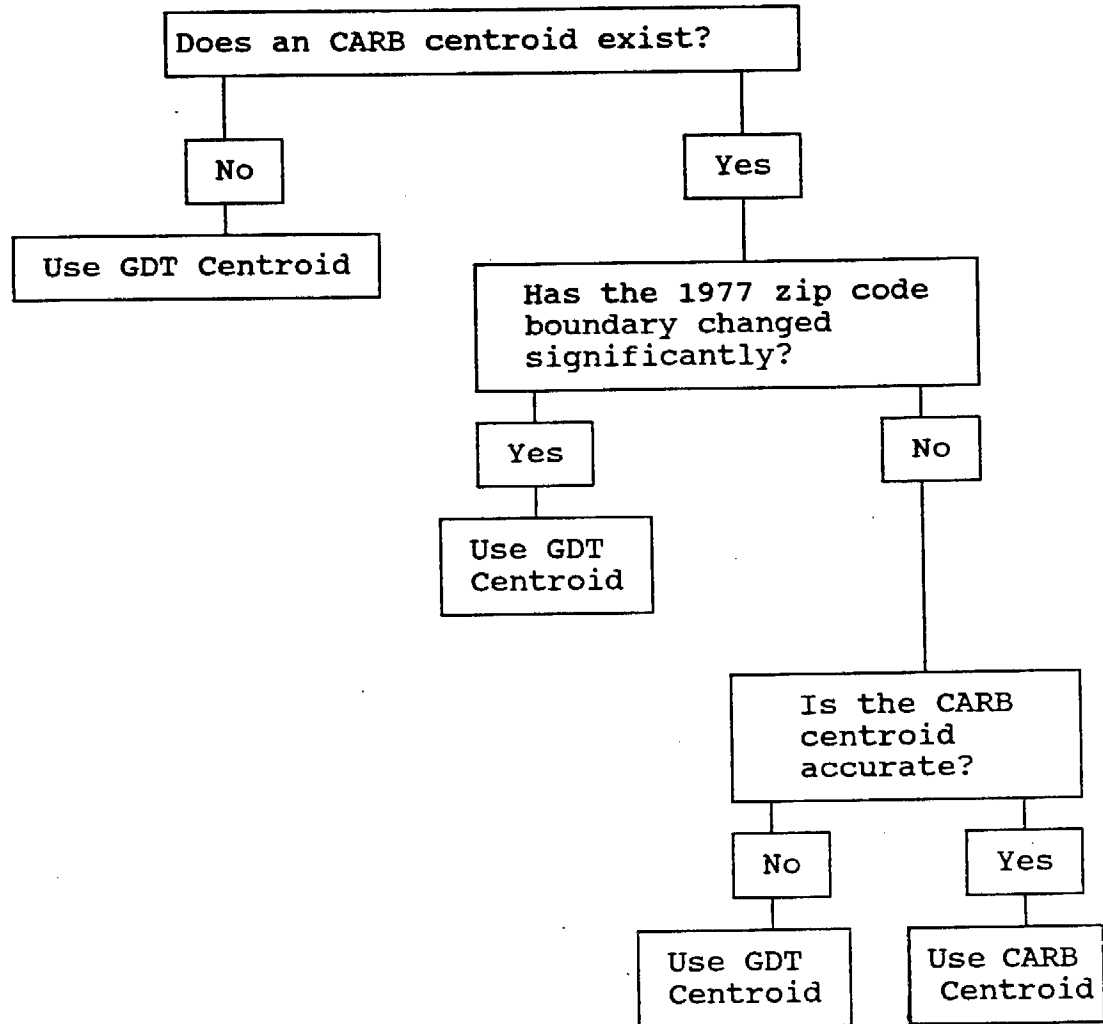 Does an CARB centroid exist?
No
Yes
Use GDT Centroid
Has the 1977 zip code
boundary changed
significantly?
Yes
No
Use GDT
Centroid
Is the CARB
centroid
accurate?
No
Yes
Use GDT
Centroid
Use CARB
Centroid